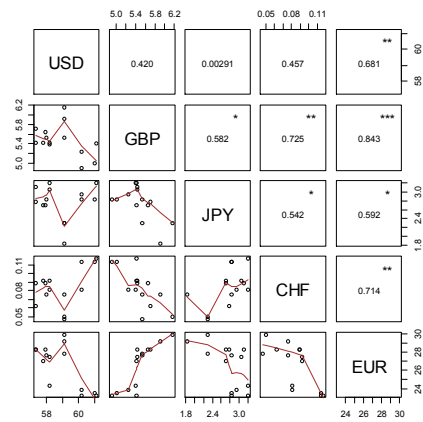 5.0 5.4 5.8 6.2 0.05 0.08 0.11
USD 0.420 0.00291 0.457 ** 0.681 58 60
5.0 5.4 5.8 6.2 GBP * 0.582 ** 0.725 *** 0.843
JPY * 0.542 * 0.592 1.8 2.4 3.0
0.05 0.08 0.11 CHF ** 0.714
EUR 24 26 28 30
58 60 1.8 2.4 3.0 24 26 28 30